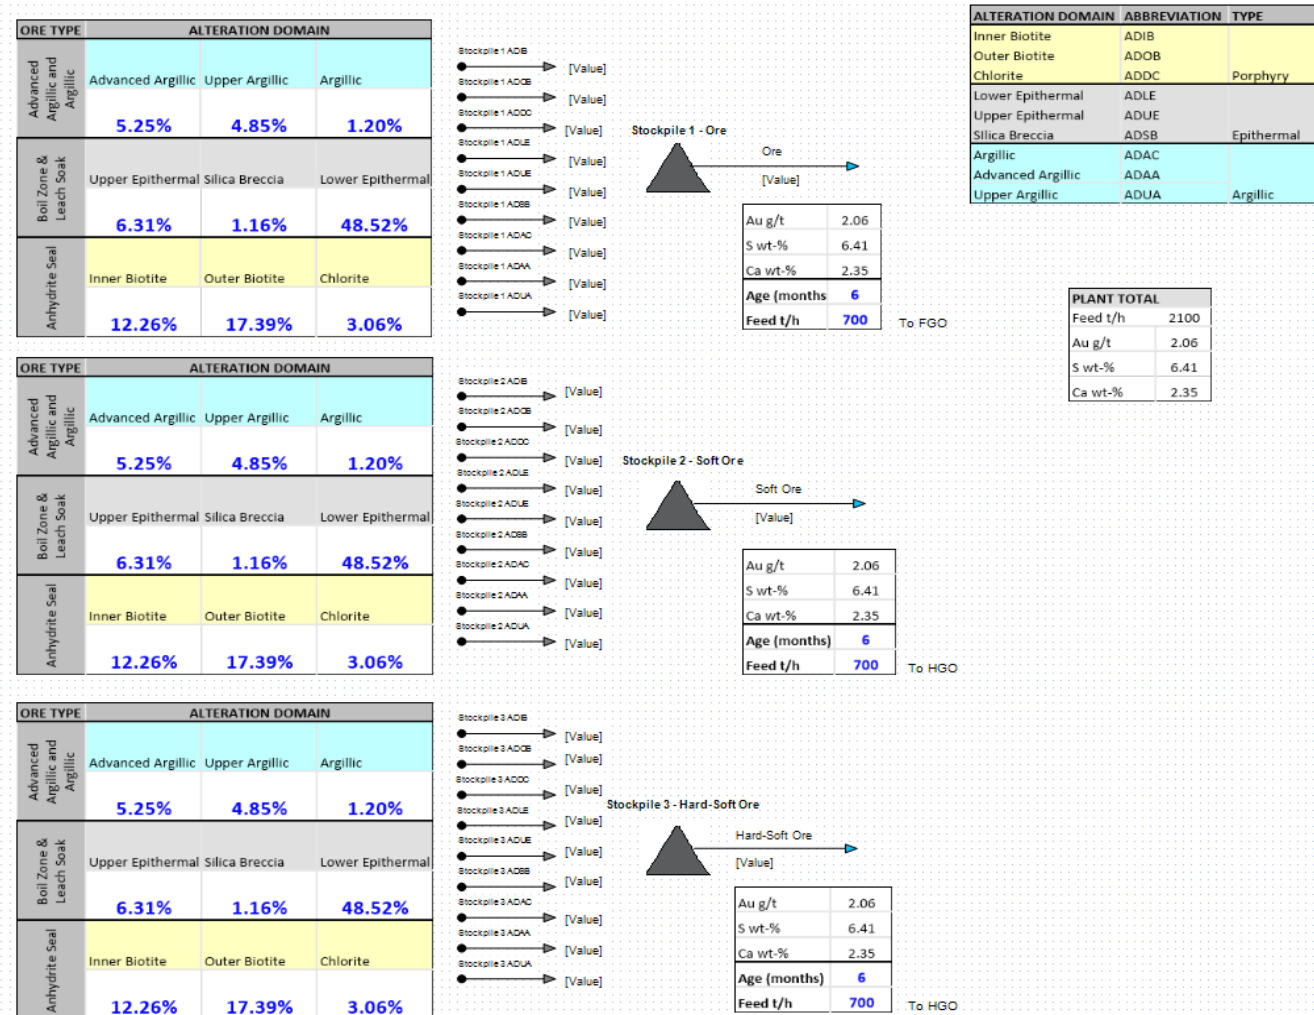 ORE TYPE ALTERATION DOMAIN
Advanced Argillic and Argillic
Advanced Argillic Upper Argillic Argillic
5.25% 4.85% 1.20%
Boil Zone & Leach Soak
Upper Epithermal Silica Breccia Lower Epithermal
6.31% 1.16% 48.52%
Anhydrite Seal
Inner Biotite Outer Biotite Chlorite
12.26% 17.39% 3.06%
Stockpile 1 ADIB
[Value]
Stockpile 1 ADOB
[Value]
Stockpile 1 ADDC
[Value]
Stockpile 1 ADLE
[Value]
Stockpile 1 ADUE
[Value]
Stockpile 1 ADSB
[Value]
Stockpile 1 ADAC
[Value]
Stockpile 1 ADAA
[Value]
Stockpile 1 ADUA
[Value]
Stockpile 1 - Ore
Ore
[Value]
Au g/t 2.06
S wt-% 6.41
Ca wt-% 2.35
Age (months 6
Feed t/h 700
To FGO
ALTERATION DOMAIN ABBREVIATION TYPE
Inner Biotite ADIB
Outer Biotite ADOB
Chlorite ADDC Porphyry
Lower Epithermal ADLE
Upper Epithermal ADUE
SIlica Breccia ADSB Epithermal
Argillic ADAC
Advanced Argillic ADAA
Upper Argillic ADUA Argillic
PLANT TOTAL
Feed t/h 2100
Au g/t 2.06
S wt-% 6.41
Ca wt-% 2.35
ORE TYPE ALTERATION DOMAIN
Advanced Argillic and Argillic
Advanced Argillic Upper Argillic Argillic
5.25% 4.85% 1.20%
Boil Zone & Leach Soak
Upper Epithermal Silica Breccia Lower Epithermal
6.31% 1.16% 48.52%
Anhydrite Seal
Inner Biotite Outer Biotite Chlorite
12.26% 17.39% 3.06%
Stockpile 2 ADIB
[Value]
Stockpile 2 ADOB
[Value]
Stockpile 2 ADDC
[Value]
Stockpile 2 ADLE
[Value]
Stockpile 2 ADUE
[Value]
Stockpile 2 ADSB
[Value]
Stockpile 2 ADAC
[Value]
Stockpile 2 ADAA
[Value]
Stockpile 2 ADUA
[Value]
Stockpile 2 - Soft Ore
Soft Ore
[Value]
Au g/t 2.06
S wt-% 6.41
Ca wt-% 2.35
Age (months) 6
Feed t/h 700
To HGO
ORE TYPE ALTERATION DOMAIN
Advanced Argillic and Argillic
Advanced Argillic Upper Argillic Argillic
5.25% 4.85% 1.20%
Boil Zone & Leach Soak
Upper Epithermal Silica Breccia Lower Epithermal
6.31% 1.16% 48.52%
Anhydrite Seal
Inner Biotite Outer Biotite Chlorite
12.26% 17.39% 3.06%
Stockpile 3 ADIB
[Value]
Stockpile 3 ADOB
[Value]
Stockpile 3 ADDC
[Value]
Stockpile 3 ADLE
[Value]
Stockpile 3 ADUE
[Value]
Stockpile 3 ADSB
[Value]
Stockpile 3 ADAC
[Value]
Stockpile 3 ADAA
[Value]
Stockpile 3 ADUA
[Value]
Stockpile 3 - Hard-Soft Ore
Hard-Soft Ore
[Value]
Au g/t 2.06
S wt-% 6.41
Ca wt-% 2.35
Age (months) 6
Feed t/h 700
To HGO